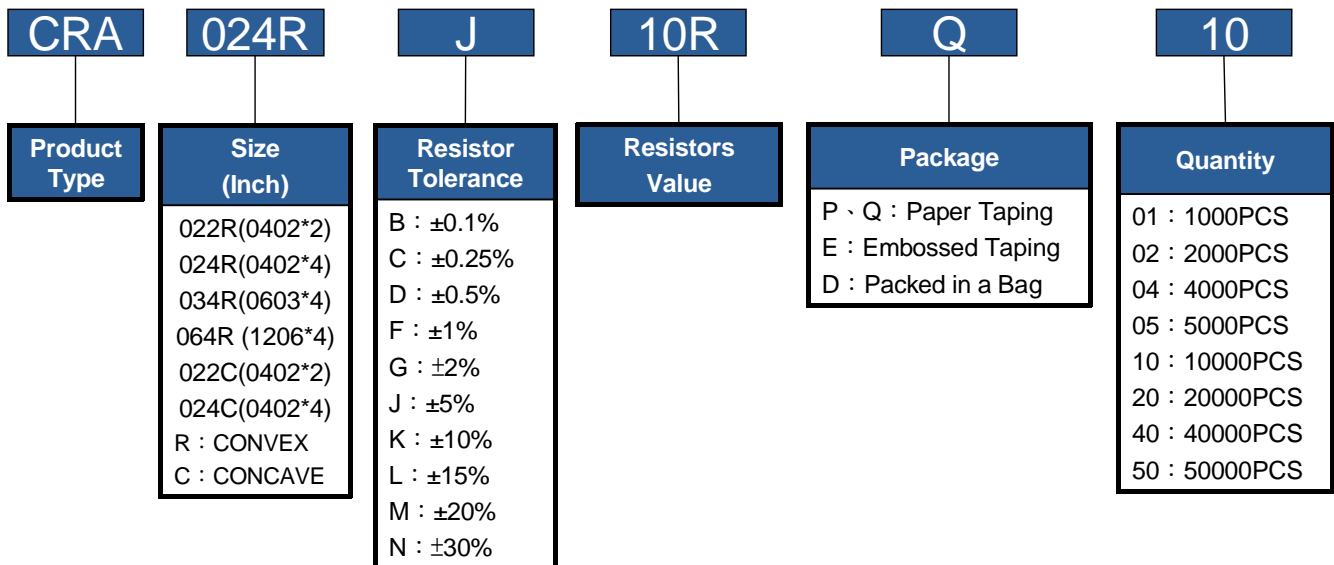 CRA 024R J 10R Q 10
Product
Type
Size
(Inch)
022R(0402*2)
024R(0402*4)
034R(0603*4)
064R (1206*4)
022C(0402*2)
024C(0402*4)
R：CONVEX
C：CONCAVE
Resistor
Tolerance
B：±0.1%
C：±0.25%
D：±0.5%
F：±1%
G：±2%
J：±5%
K：±10%
L：±15%
M：±20%
N：±30%
Resistors
Value
Package
P、Q：Paper Taping
E：Embossed Taping
D：Packed in a Bag
Quantity
01：1000PCS
02：2000PCS
04：4000PCS
05：5000PCS
10：10000PCS
20：20000PCS
40：40000PCS
50：50000PCS